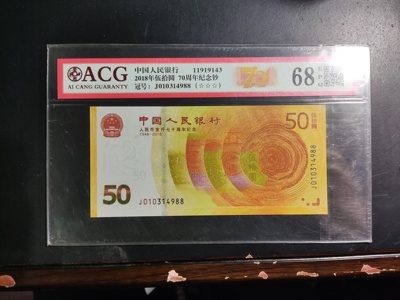 ACG
AI CANG GUARANTY
中国人民银行 11919143
2018年伍拾圆 70周年纪念钞
冠号: J010314988 (☆☆☆)
68
中国人民银行
人民币发行七十周年纪念
1948-2018
50
50
J010314988
J010314988